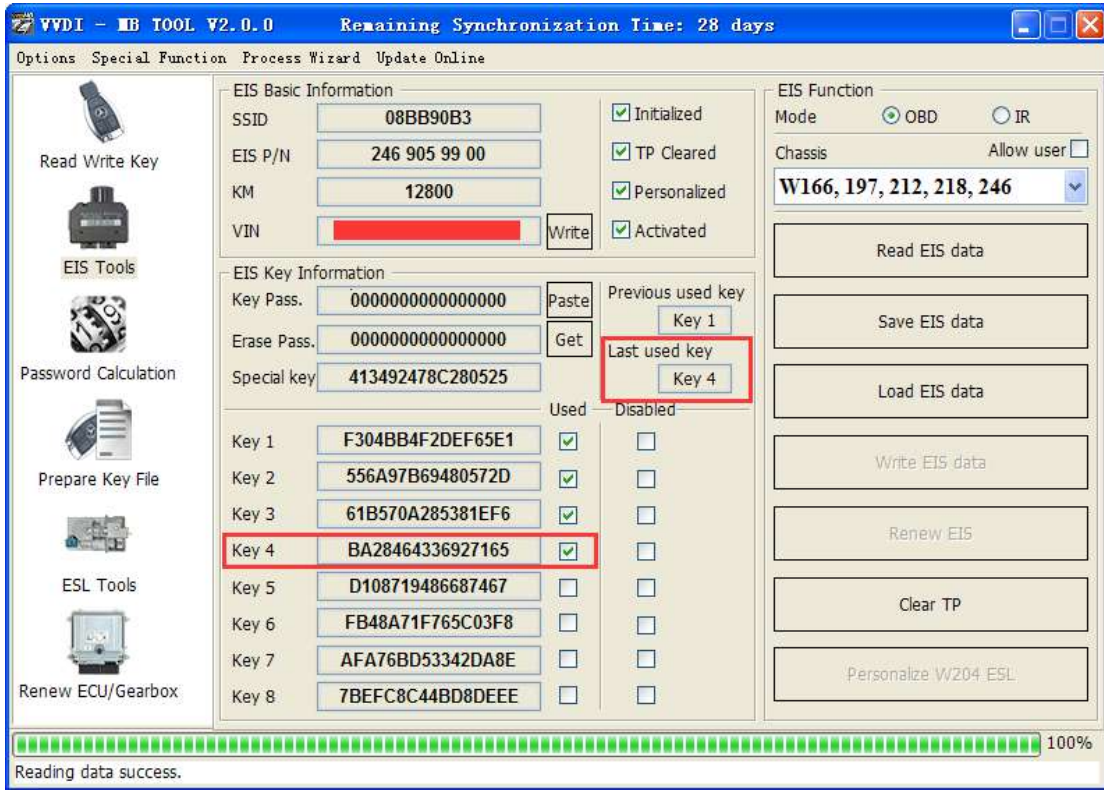 VVDI - MB TOOL V2.0.0 Remaining Synchronization Time: 28 days
Options Special Function Process Wizard Update Online
Read Write Key
EIS Tools
Password Calculation
Prepare Key File
ESL Tools
Renew ECU/Gearbox
EIS Basic Information
SSID 08BB90B3 Initialized
EIS P/N 246 905 99 00 TP Cleared
KM 12800 Personalized
VIN Write Activated
EIS Key Information
Key Pass. 0000000000000000 Paste
Erase Pass. 0000000000000000 Get
Special key 413492478C280525
Previous used key
Key 1
Last used key
Key 4
Used Disabled
Key 1 F304BB4F2DEF65E1
Key 2 556A97B69480572D
Key 3 61B570A285381EF6
Key 4 BA28464336927165
Key 5 D108719486687467
Key 6 FB48A71F765C03F8
Key 7 AFA76BD53342DA8E
Key 8 7BEFC8C44BD8DEEE
EIS Function
Mode OBD IR
Chassis Allow user
W166, 197, 212, 218, 246
Read EIS data
Save EIS data
Load EIS data
Write EIS data
Renew EIS
Clear TP
Personalize W204 ESL
100%
Reading data success.